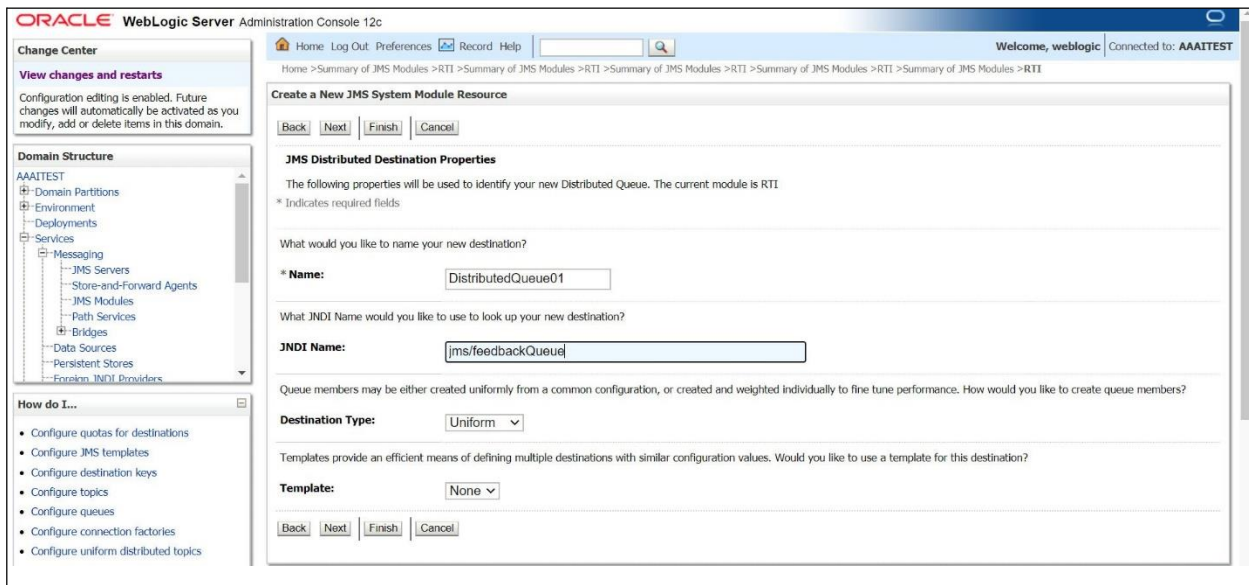 ORACLE WebLogic Server Administration Console 12c
Change Center
View changes and restarts
Configuration editing is enabled. Future
changes will automatically be activated as you
modify, add or delete items in this domain.
Domain Structure
AAAITEST
Domain Partitions
Environment
Deployments
Services
Messaging
JMS Servers
Store-and-Forward Agents
JMS Modules
Path Services
Bridges
Data Sources
Persistent Stores
Foreign JNDI Providers
How do I...
• Configure quotas for destinations
• Configure JMS templates
• Configure destination keys
• Configure topics
• Configure queues
• Configure connection factories
• Configure uniform distributed topics
Home Log Out Preferences Record Help
Welcome, weblogic Connected to: AAAITEST
Home >Summary of JMS Modules >RTI >Summary of JMS Modules >RTI >Summary of JMS Modules >RTI >Summary of JMS Modules >RTI >Summary of JMS Modules >RTI
Create a New JMS System Module Resource
Back Next Finish Cancel
JMS Distributed Destination Properties
The following properties will be used to identify your new Distributed Queue. The current module is RTI
* Indicates required fields
What would you like to name your new destination?
* Name: DistributedQueue01
What JNDI Name would you like to use to look up your new destination?
JNDI Name: jms/feedbackQueue
Queue members may be either created uniformly from a common configuration, or created and weighted individually to fine tune performance. How would you like to create queue members?
Destination Type: Uniform
Templates provide an efficient means of defining multiple destinations with similar configuration values. Would you like to use a template for this destination?
Template: None
Back Next Finish Cancel